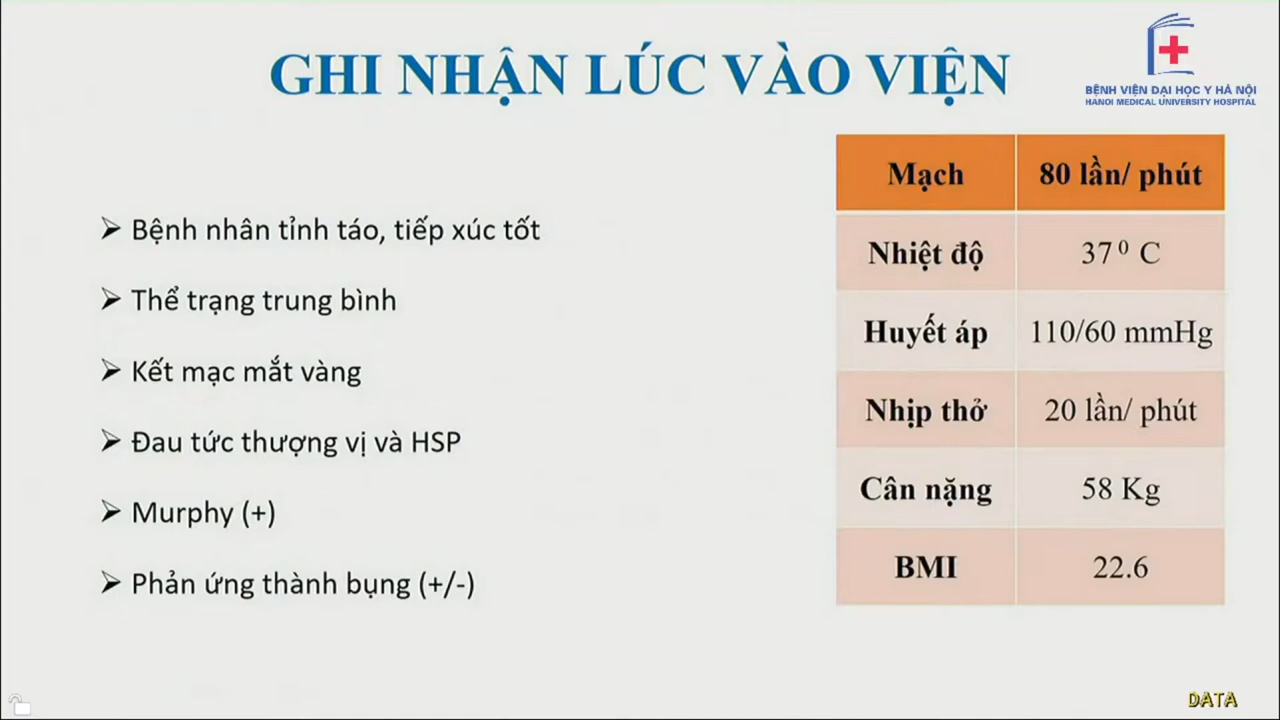 GHI NHẬN LÚC VÀO VIỆN
BỆNH VIỆN ĐẠI HỌC Y HÀ NỘI
HANOI MEDICAL UNIVERSITY HOSPITAL
➢ Bệnh nhân tỉnh táo, tiếp xúc tốt
➢ Thể trạng trung bình
➢ Kết mạc mắt vàng
➢ Đau tức thượng vị và HSP
➢ Murphy (+)
➢ Phản ứng thành bụng (+/-)
Mạch 80 lần/ phút
Nhiệt độ 37⁰ C
Huyết áp 110/60 mmHg
Nhịp thở 20 lần/ phút
Cân nặng 58 Kg
BMI 22.6
DATA